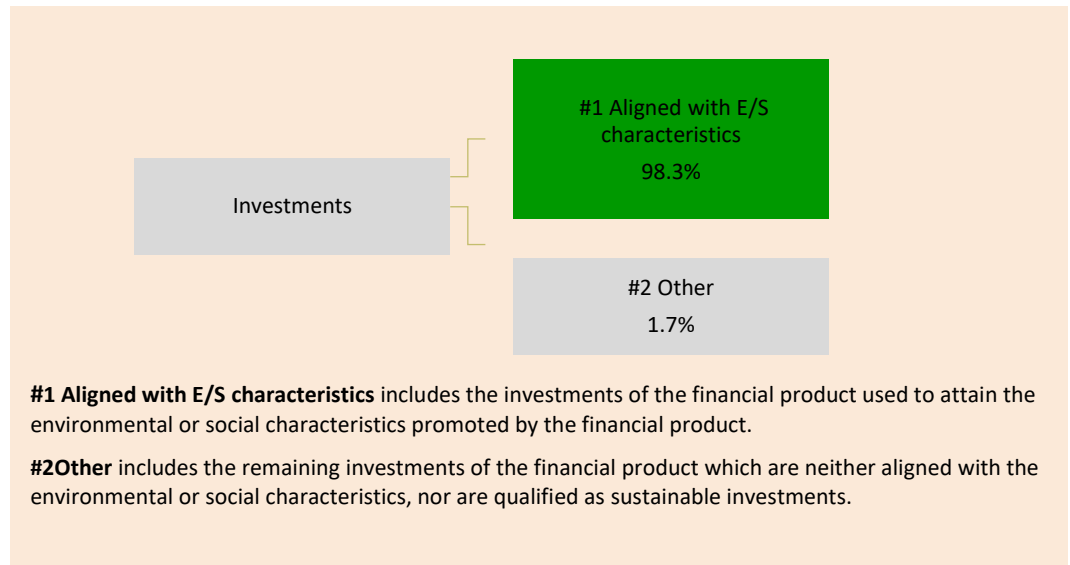 #1 Aligned with E/S
characteristics
98.3%
Investments
#2 Other
1.7%
#1 Aligned with E/S characteristics includes the investments of the financial product used to attain the
environmental or social characteristics promoted by the financial product.
#2Other includes the remaining investments of the financial product which are neither aligned with the
environmental or social characteristics, nor are qualified as sustainable investments.